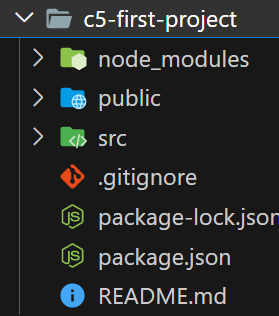 c5-first-project
node_modules
public
src
.gitignore
package-lock.json
package.json
README.md